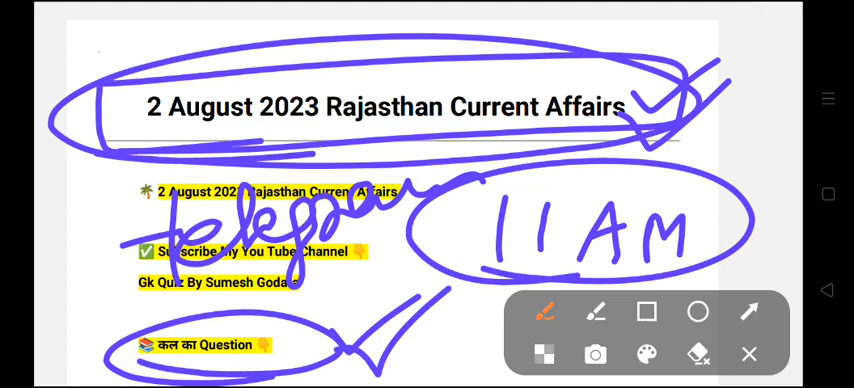 2 August 2023 Rajasthan Current Affairs
🌴 2 August 2023 Rajasthan Current Affairs
telegram
11 AM
✅ Subscribe My You Tube Channel 👇
Gk Quiz By Sumesh Godara
📚 कल का Question 👇